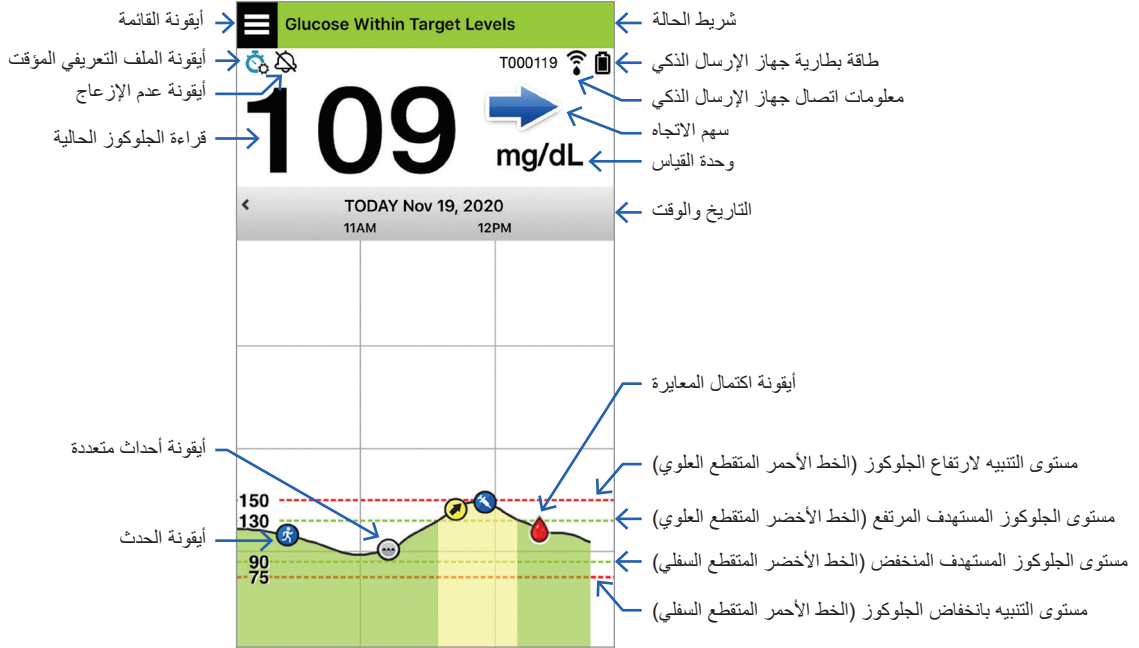 أيقونة القائمة
Glucose Within Target Levels
شريط الحالة
أيقونة الملف التعريفي المؤقت
T000119
طاقة بطارية جهاز الإرسال الذكي
أيقونة عدم الإزعاج
معلومات اتصال جهاز الإرسال الذكي
109
سهم الاتجاه
قراءة الجلوكوز الحالية
mg/dL
وحدة القياس
TODAY Nov 19, 2020
التاريخ والوقت
11AM 12PM
أيقونة اكتمال المعايرة
أيقونة أحداث متعددة
مستوى التنبيه لارتفاع الجلوكوز (الخط الأحمر المتقطع العلوي)
150
130
مستوى الجلوكوز المستهدف المرتفع (الخط الأخضر المتقطع العلوي)
أيقونة الحدث
90
مستوى الجلوكوز المستهدف المنخفض (الخط الأخضر المتقطع السفلي)
75
مستوى التنبيه بانخفاض الجلوكوز (الخط الأحمر المتقطع السفلي)